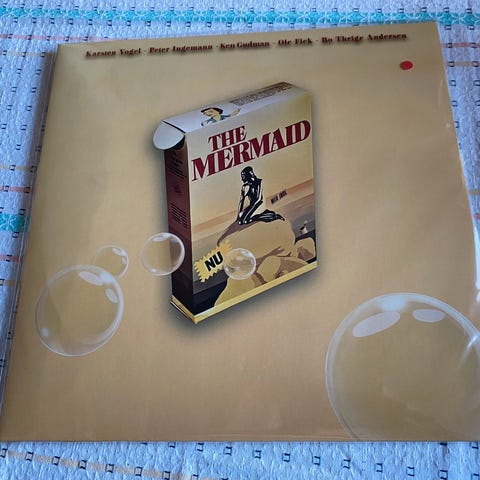 Karsten Vogel · Peter Ingemann · Ken Gudman · Ole Fick · Bo Thrige Andersen
THE
MERMAID
NU